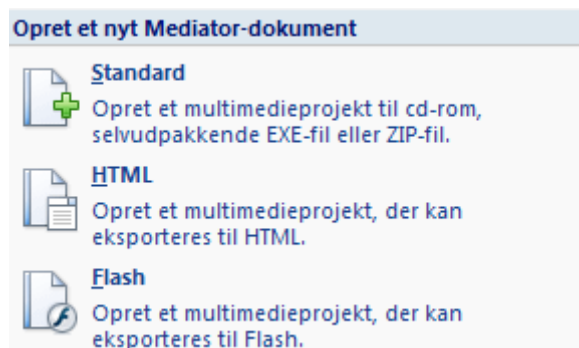 Opret et nyt Mediator-dokument
Standard
Opret et multimedieprojekt til cd-rom,
selvudpakkende EXE-fil eller ZIP-fil.
HTML
Opret et multimedieprojekt, der kan
eksporteres til HTML.
Flash
Opret et multimedieprojekt, der kan
eksporteres til Flash.